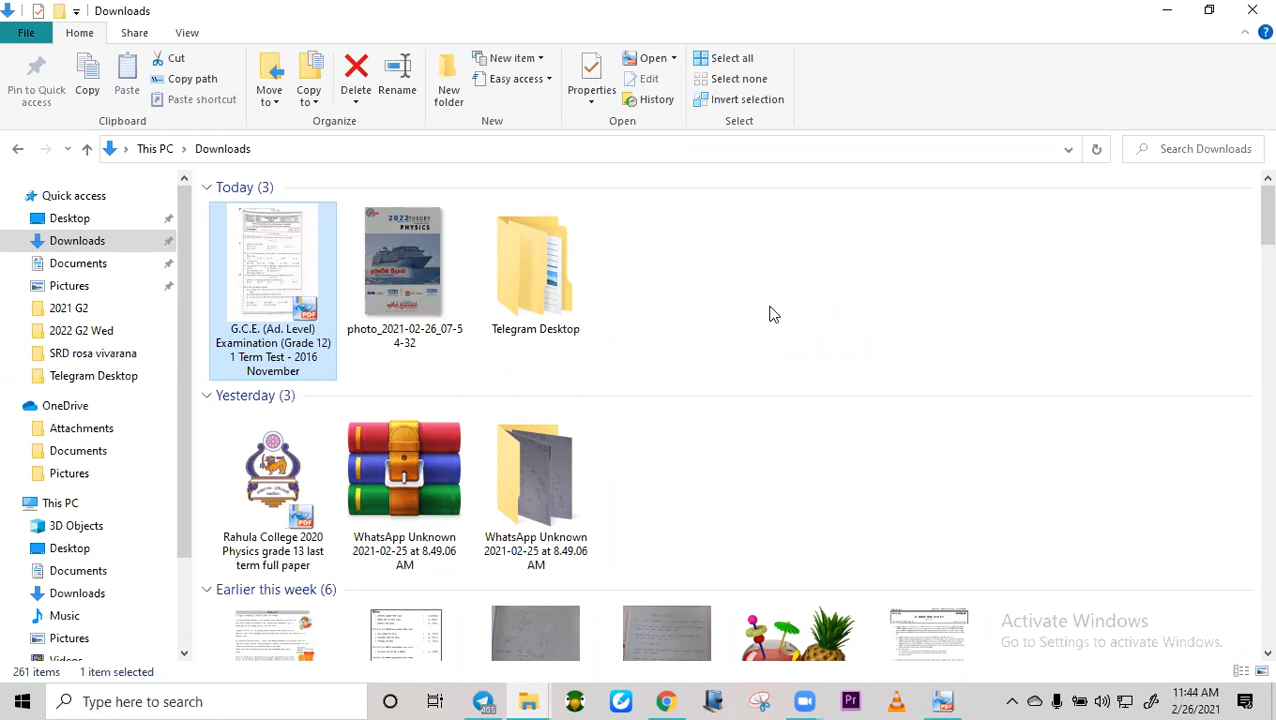 Downloads
File
Home
Share
View
Pin to Quick access
Copy
Paste
Cut
Copy path
Paste shortcut
Clipboard
Move to
Copy to
Delete
Rename
Organize
New folder
New item
Easy access
New
Properties
Open
Edit
History
Open
Select all
Select none
Invert selection
Select
This PC
Downloads
Search Downloads
Quick access
Desktop
Downloads
Documents
Pictures
2021 G2
2022 G2 Wed
SRD rosa vivarana
Telegram Desktop
OneDrive
Attachments
Documents
Pictures
This PC
3D Objects
Desktop
Documents
Downloads
Music
Pictures
Today (3)
2022 THEORY
PHYSICS
PDF
G.C.E. (Ad. Level)
Examination (Grade 12)
1 Term Test - 2016
November
photo_2021-02-26_07-5
4-32
Telegram Desktop
Yesterday (3)
PDF
Rahula College 2020
Physics grade 13 last
term full paper
WhatsApp Unknown
2021-02-25 at 8.49.06
AM
WhatsApp Unknown
2021-02-25 at 8.49.06
AM
Earlier this week (6)
Activate Windows
Go to Settings to activate Windows.
261 items
1 item selected
Type here to search
405
Pr
PDF
11:44 AM
2/26/2021